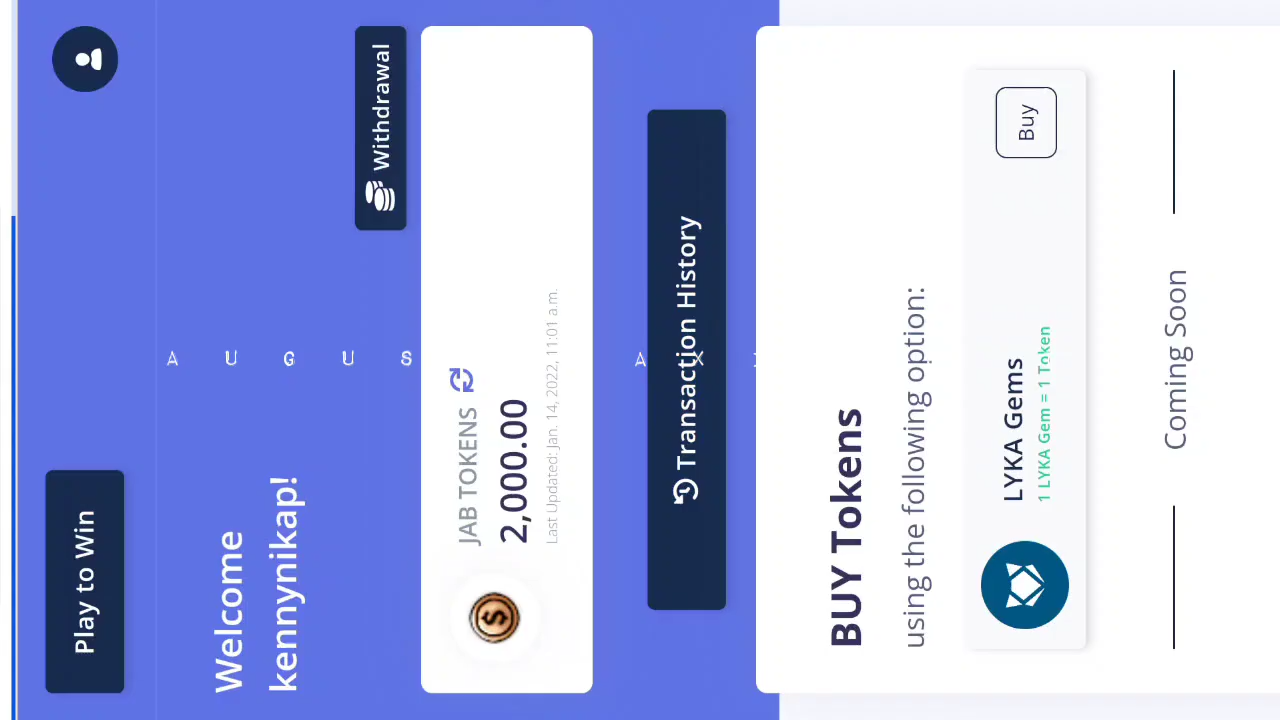 Play to Win
Welcome
kennynikap!
Withdrawal
JAB TOKENS
2,000.00
Last Updated: Jan. 14, 2022, 11:01 a.m.
Transaction History
A U G U S
A X
BUY Tokens
using the following option:
LYKA Gems
1 LYKA Gem = 1 Token
Buy
Coming Soon